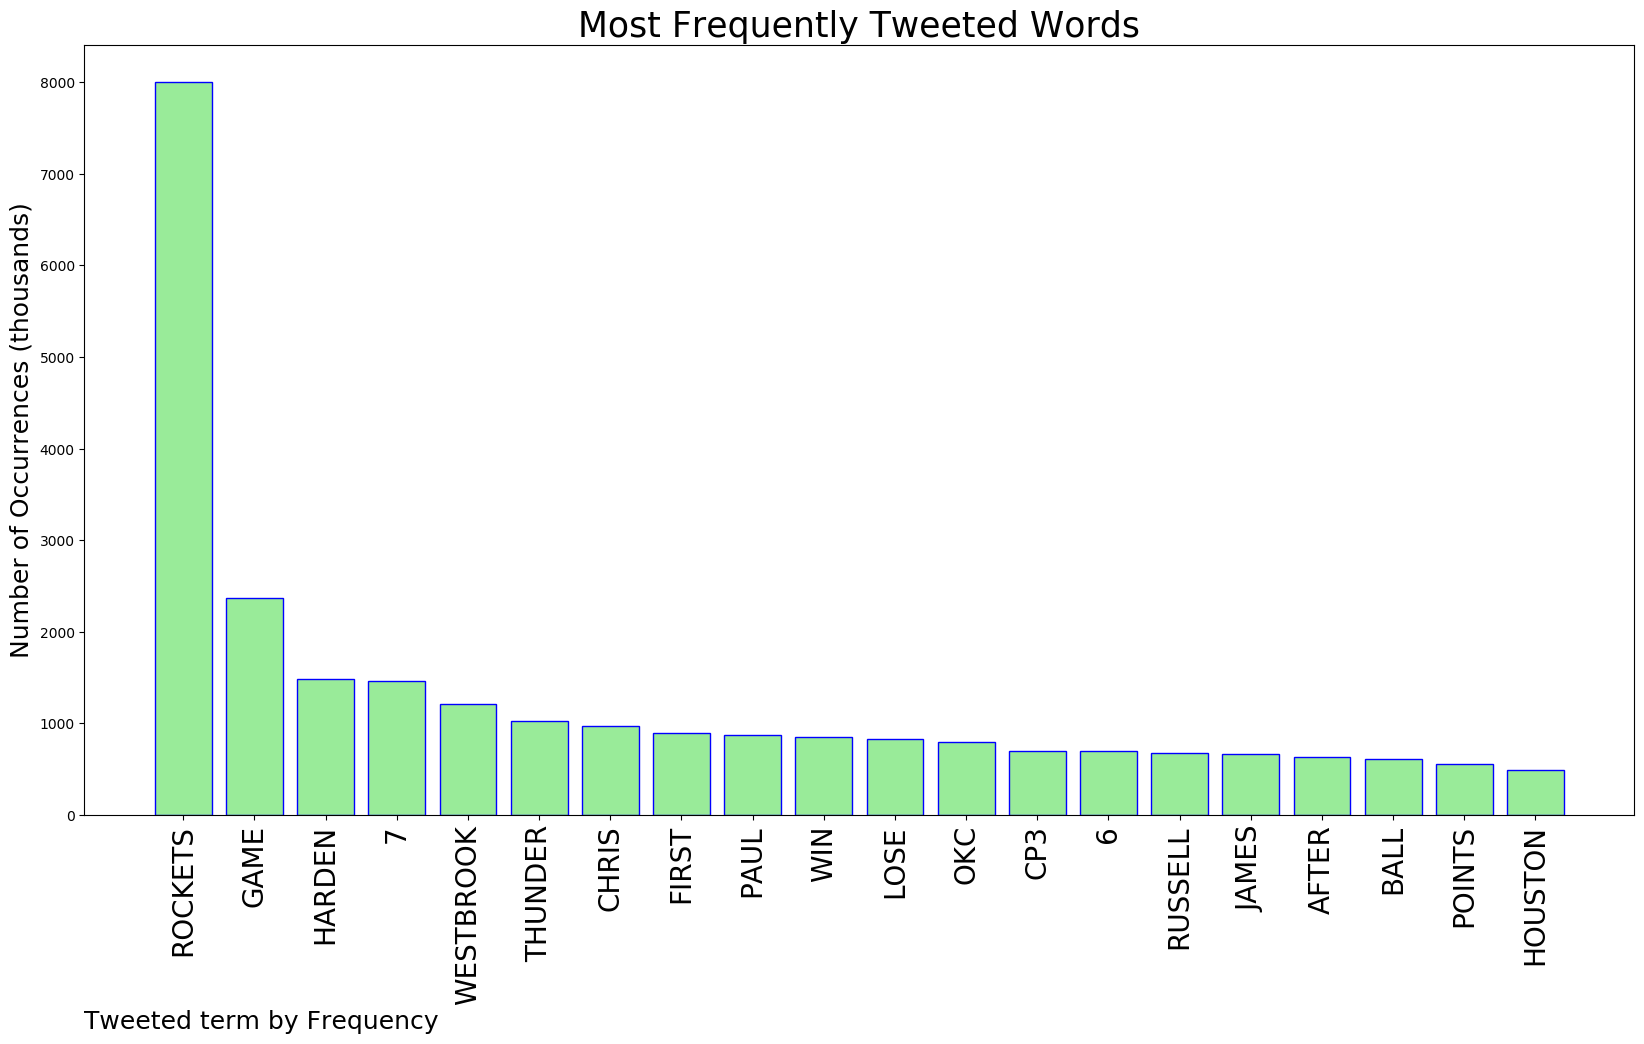 Most Frequently Tweeted Words
Number of Occurrences (thousands)
8000
7000
6000
5000
4000
3000
2000
1000
0
ROCKETS
GAME
HARDEN
7
WESTBROOK
THUNDER
CHRIS
FIRST
PAUL
WIN
LOSE
OKC
CP3
6
RUSSELL
JAMES
AFTER
BALL
POINTS
HOUSTON
Tweeted term by Frequency